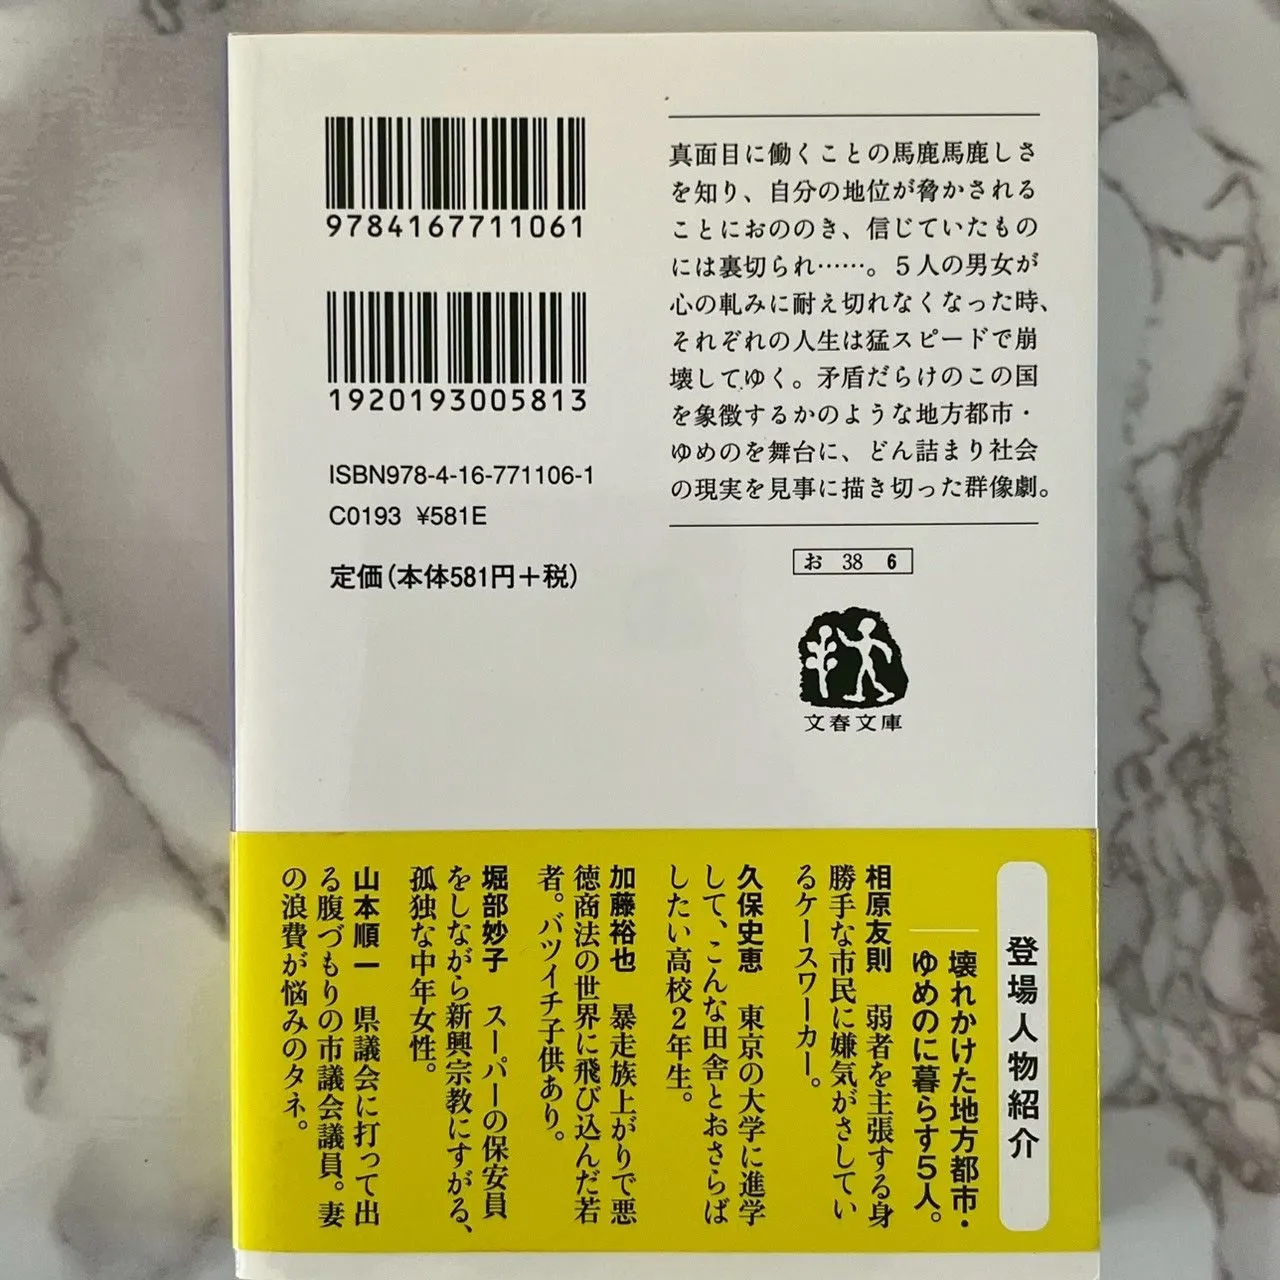 9784167711061
1920193005813
ISBN978-4-16-771106-1
C0193 ¥581E
定価(本体581円+税)
真面目に働くことの馬鹿馬鹿しさ
を知り、自分の地位が脅かされる
ことにおののき、信じていたもの
には裏切られ……。5人の男女が
心の軋みに耐え切れなくなった時、
それぞれの人生は猛スピードで崩
壊してゆく。矛盾だらけのこの国
を象徴するかのような地方都市・
ゆめのを舞台に、どん詰まり社会
の現実を見事に描き切った群像劇。
お 38 6
文春文庫
登場人物紹介
壊れかけた地方都市・
ゆめのに暮らす5人。
相原友則 弱者を主張する身
勝手な市民に嫌気がさしてい
るケースワーカー。
久保史恵 東京の大学に進学
して、こんな田舎とおさらば
したい高校2年生。
加藤裕也 暴走族上がりで悪
徳商法の世界に飛び込んだ若
者。バツイチ子供あり。
堀部妙子 スーパーの保安員
をしながら新興宗教にすがる、
孤独な中年女性。
山本順一 県議会に打って出
る腹づもりの市議会議員。妻
の浪費が悩みのタネ。